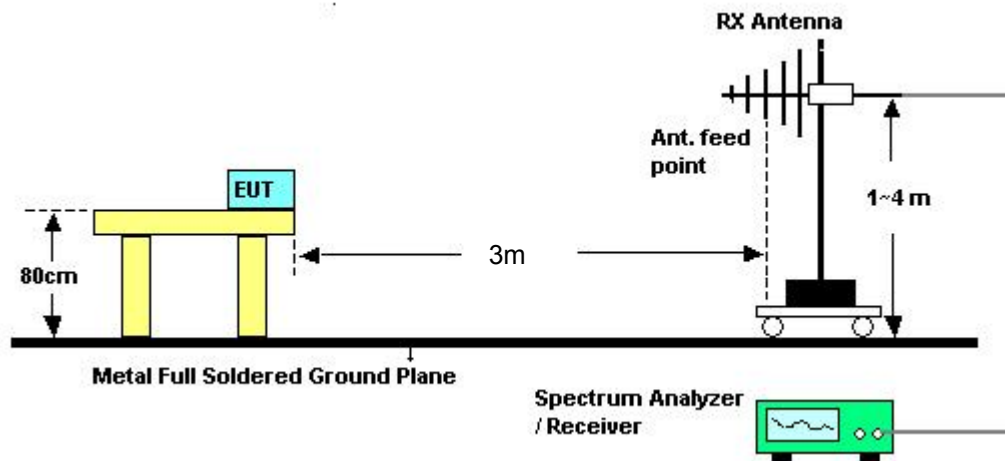 RX Antenna
Ant. feed
point
EUT
1~4 m
3m
80cm
Metal Full Soldered Ground Plane
Spectrum Analyzer
/ Receiver